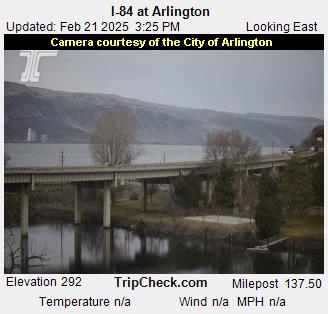 I-84 at Arlington
Updated: Feb 21 2025 3:25 PM Looking East
Camera courtesy of the City of Arlington
Elevation 292 TripCheck.com Milepost 137.50
Temperature n/a Wind n/a MPH n/a